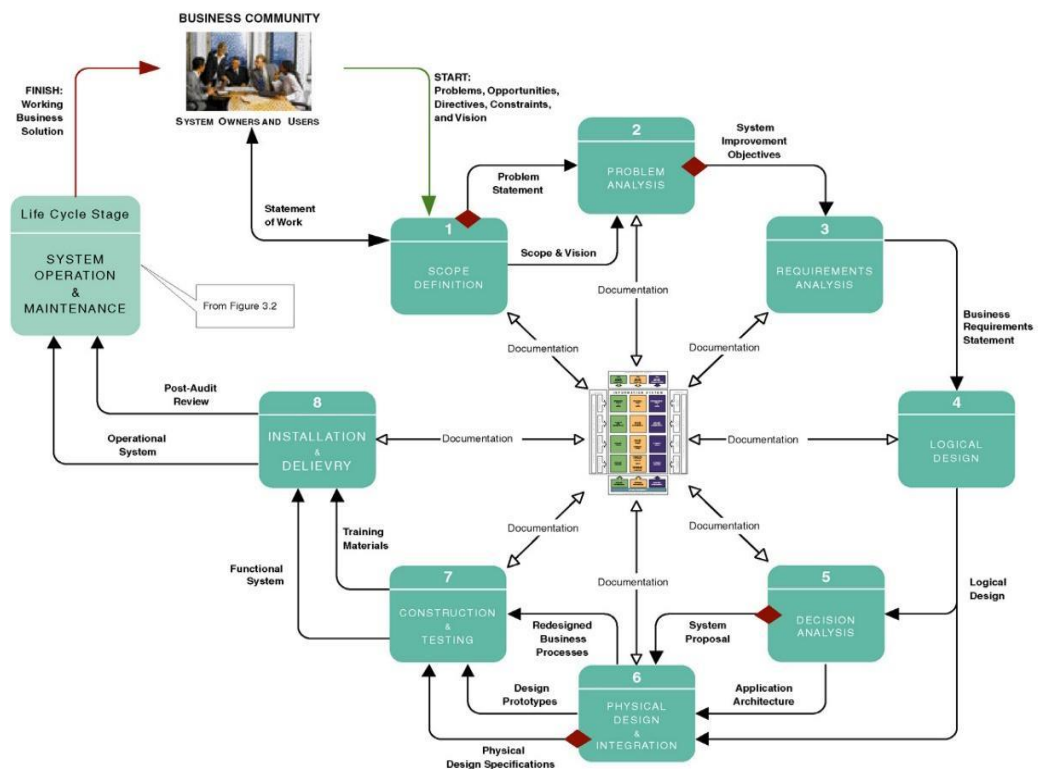 BUSINESS COMMUNITY
SYSTEM OWNERS AND USERS
FINISH:
Working
Business
Solution
START:
Problems, Opportunities,
Directives, Constraints,
and Vision
Statement
of Work
Life Cycle Stage
SYSTEM
OPERATION
&
MAINTENANCE
From Figure 3.2
1
SCOPE
DEFINITION
Problem
Statement
Scope & Vision
2
PROBLEM
ANALYSIS
System
Improvement
Objectives
3
REQUIREMENTS
ANALYSIS
Business
Requirements
Statement
Documentation
Documentation
Documentation
INFORMATION SYSTEM
4
LOGICAL
DESIGN
Documentation
Documentation
Post-Audit
Review
Operational
System
8
INSTALLATION
&
DELIEVRY
Documentation
Documentation
Documentation
Training
Materials
Functional
System
7
CONSTRUCTION
&
TESTING
Redesigned
Business
Processes
System
Proposal
5
DECISION
ANALYSIS
Logical
Design
Design
Prototypes
6
PHYSICAL
DESIGN
&
INTEGRATION
Application
Architecture
Physical
Design Specifications